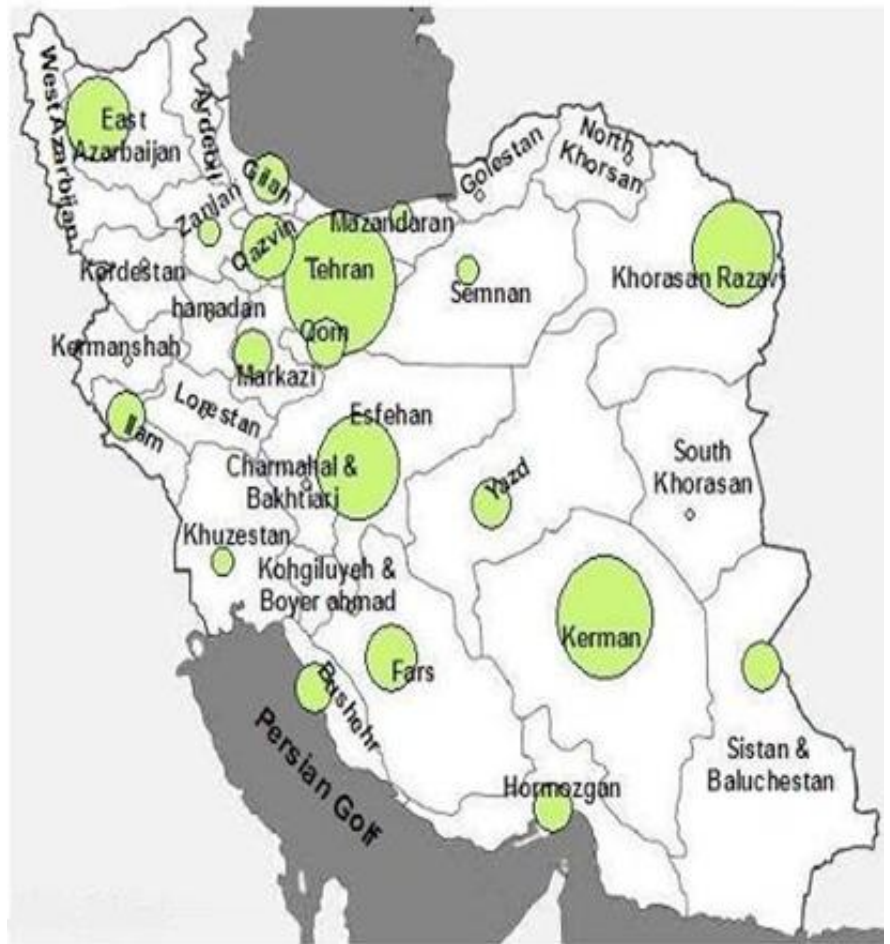 West Azarbijan
East
Azarbaijan
Ardebil
Gilan
Zanjan
Qazvin
Mazandaran
Tehran
Golestan
North
Khorsan
Khorasan Razavi
Semnan
Kordestan
hamadan
Qom
Kermanshah
Markazi
Ilam
Lorestan
Esfehan
Charmahal &
Bakhtiari
Yazd
South
Khorasan
Khuzestan
Kohgiluyeh &
Boyer ahmad
Kerman
Fars
Bushehr
Persian Golf
Hormozgan
Sistan &
Baluchestan